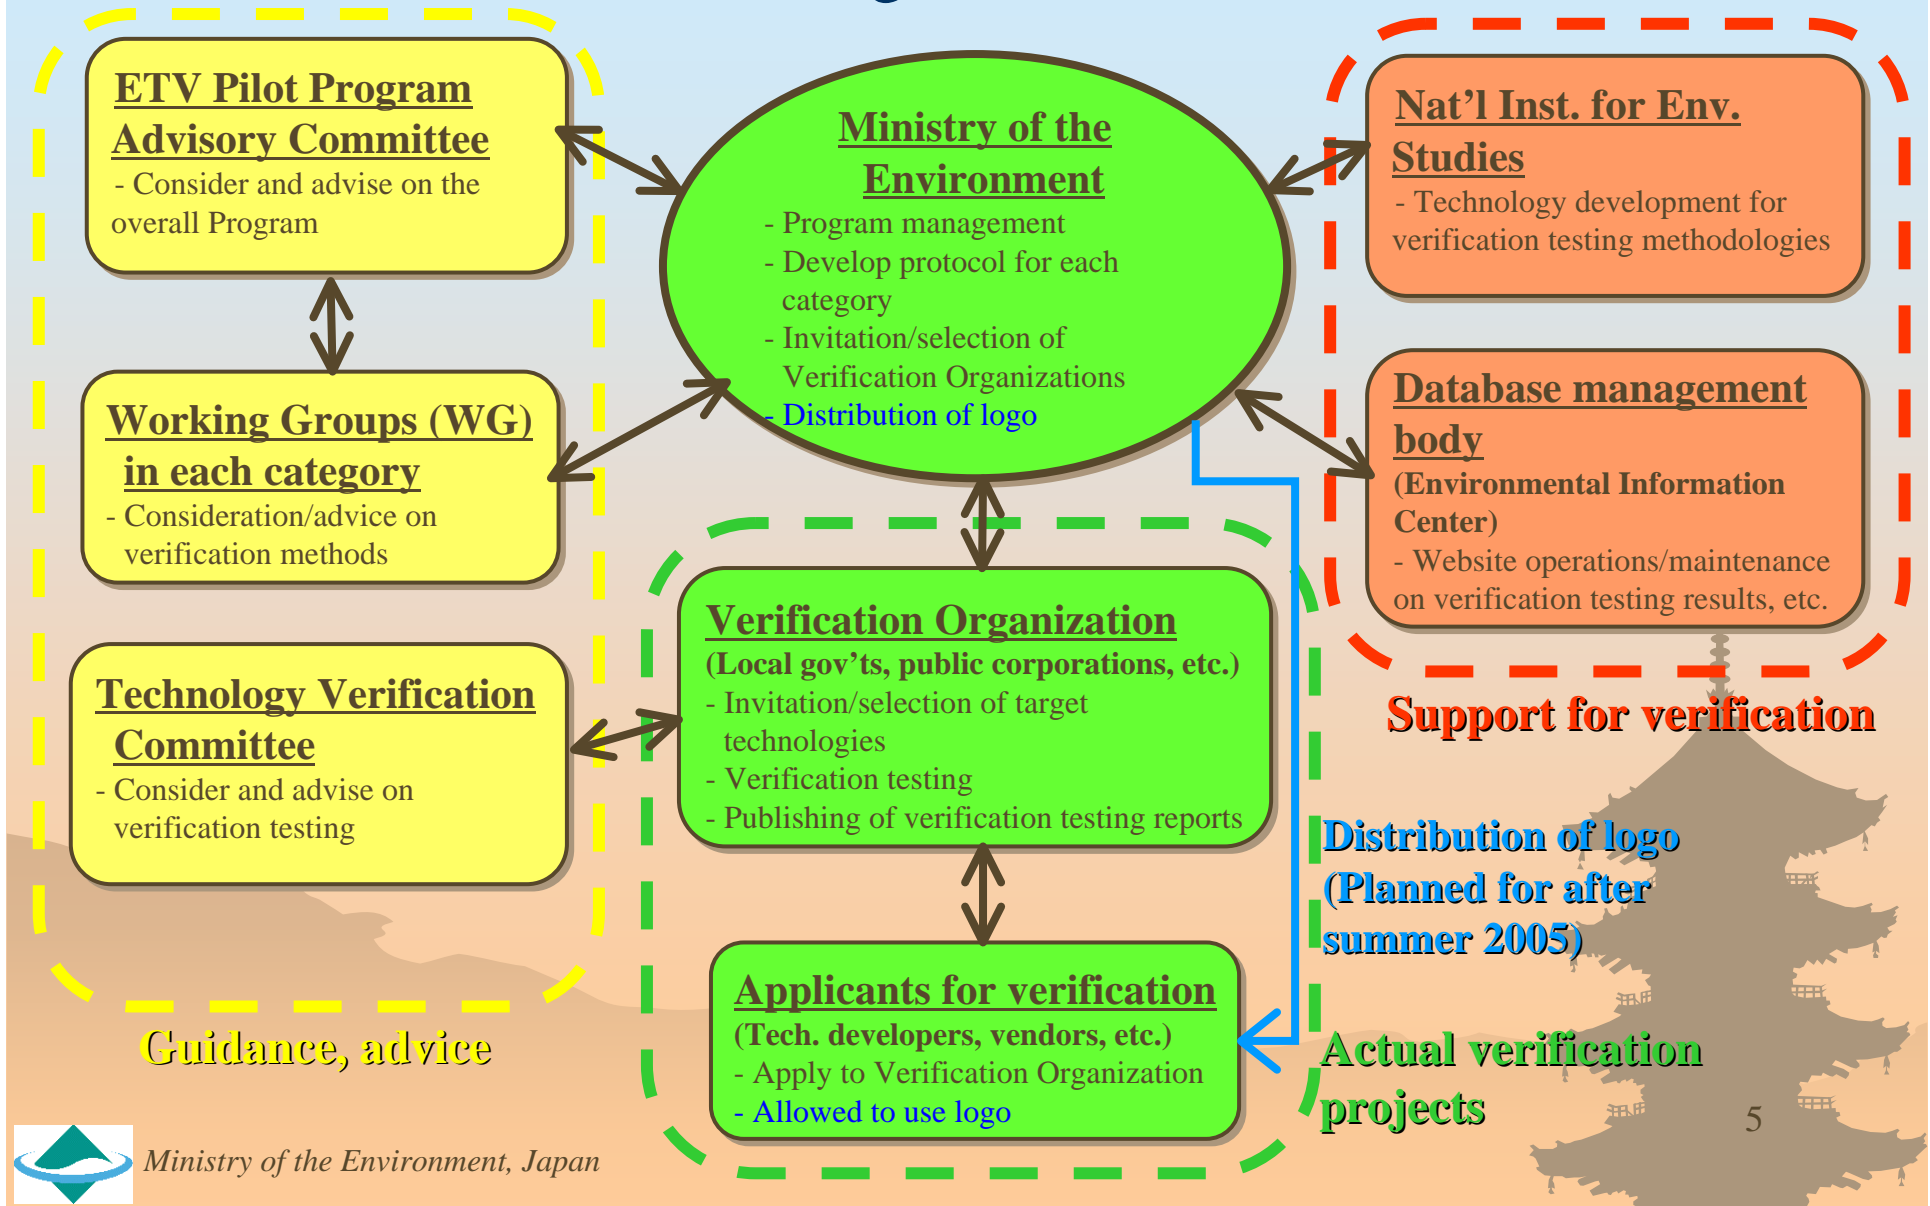 ETV Pilot Program
Advisory Committee
- Consider and advise on the
overall Program
Working Groups (WG)
in each category
- Consideration/advice on
verification methods
Technology Verification
Committee
- Consider and advise on
verification testing
Guidance, advice
Ministry of the
Environment
- Program management
- Develop protocol for each
category
- Invitation/selection of
Verification Organizations
- Distribution of logo
Verification Organization
(Local gov’ts, public corporations, etc.)
- Invitation/selection of target
technologies
- Verification testing
- Publishing of verification testing reports
Applicants for verification
(Tech. developers, vendors, etc.)
- Apply to Verification Organization
- Allowed to use logo
Nat’l Inst. for Env.
Studies
- Technology development for
verification testing methodologies
Database management
body
(Environmental Information
Center)
- Website operations/maintenance
on verification testing results, etc.
Support for verification
Distribution of logo
(Planned for after
summer 2005)
Actual verification
projects
5
Ministry of the Environment, Japan